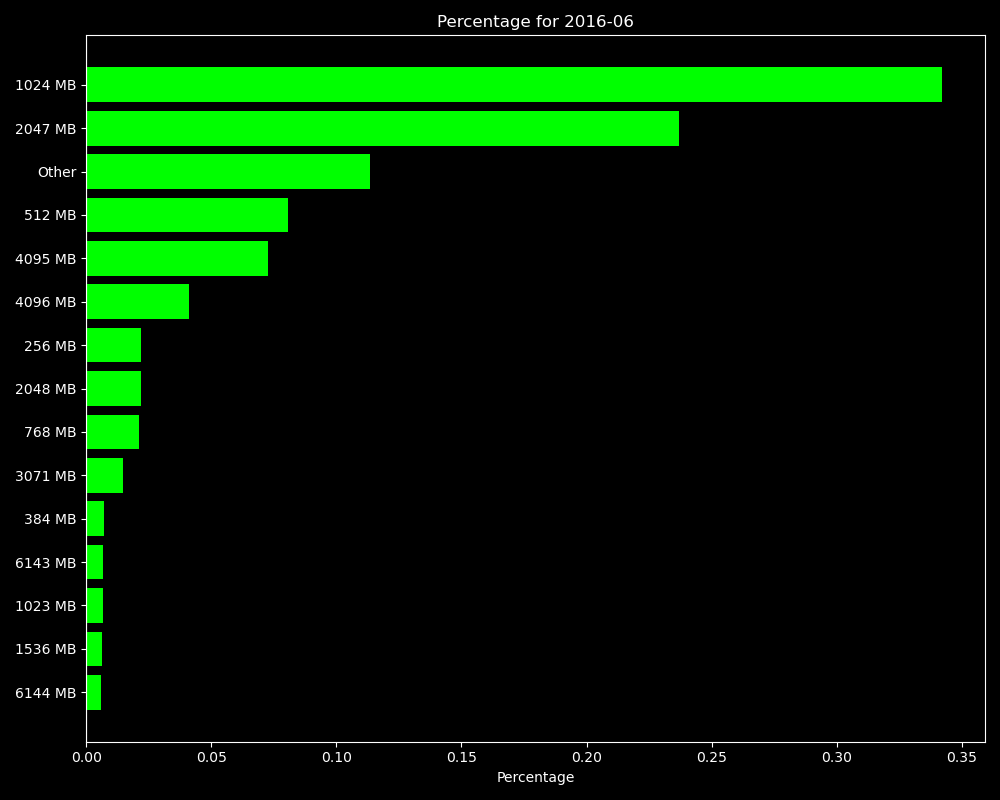 Percentage for 2016-06
1024 MB
2047 MB
Other
512 MB
4095 MB
4096 MB
256 MB
2048 MB
768 MB
3071 MB
384 MB
6143 MB
1023 MB
1536 MB
6144 MB
0.00 0.05 0.10 0.15 0.20 0.25 0.30 0.35
Percentage